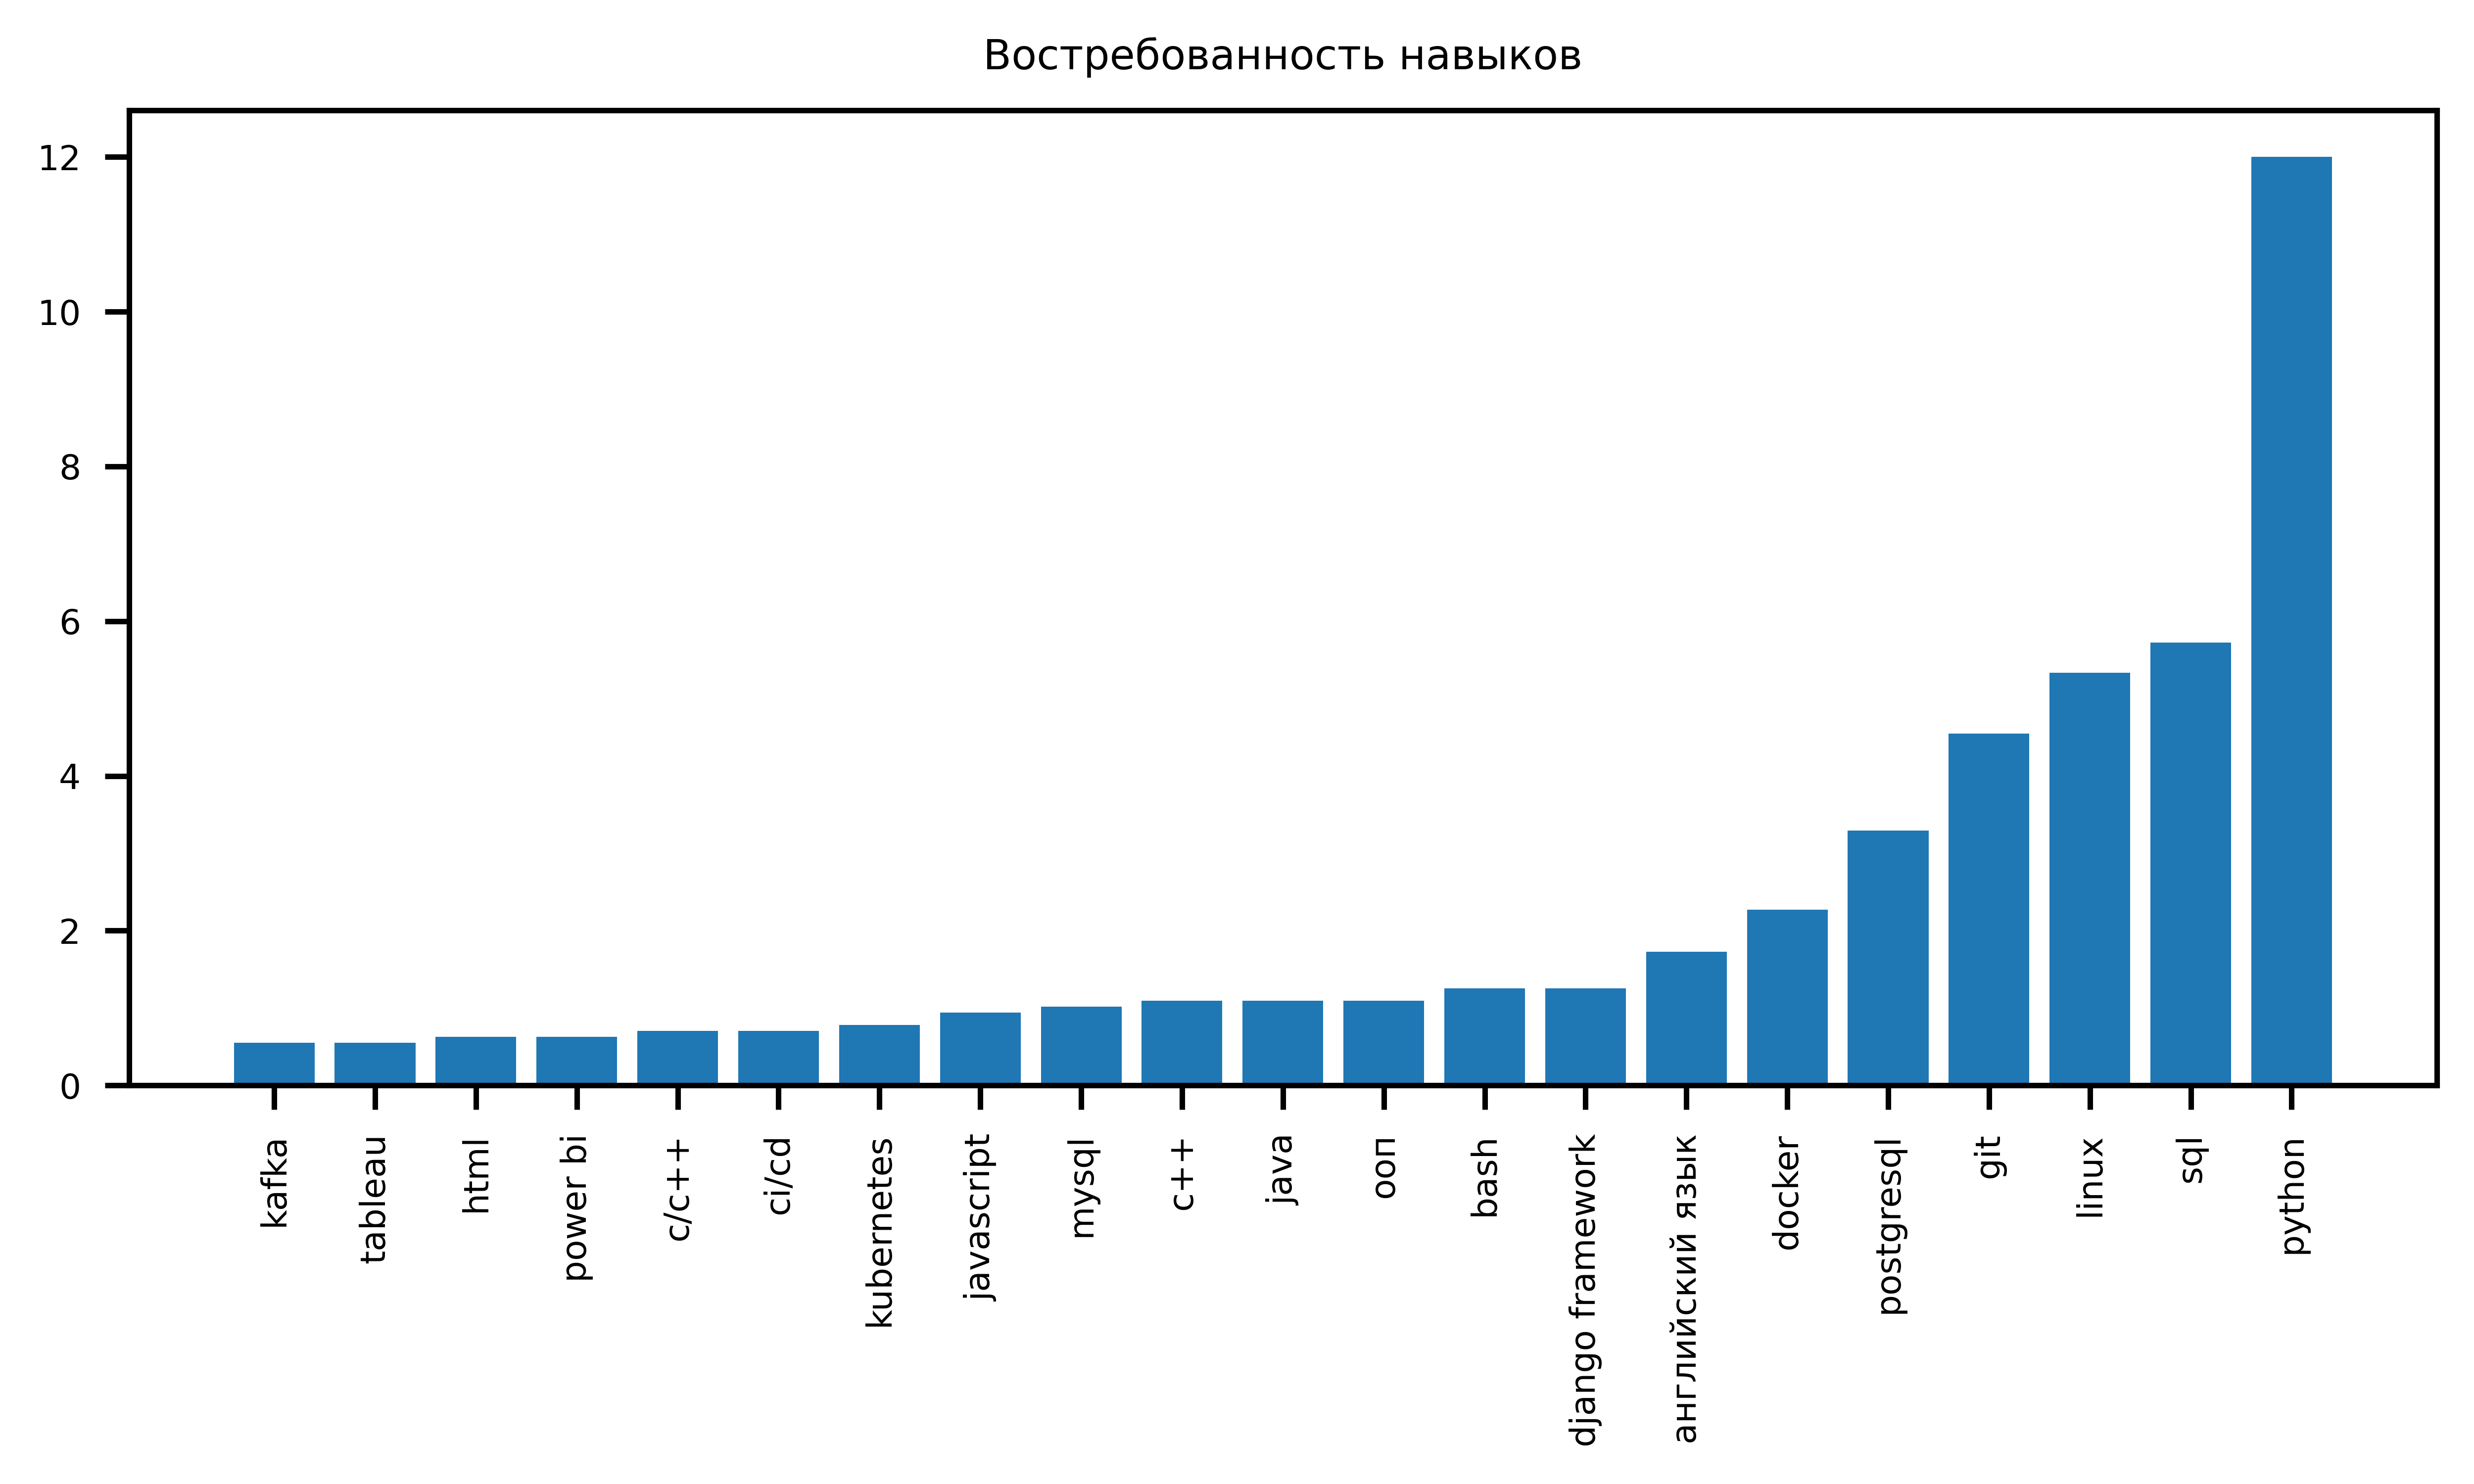 Востребованность навыков
12
10
8
6
4
2
0
kafka
tableau
html
power bi
c/c++
ci/cd
kubernetes
javascript
mysql
c++
java
ооп
bash
django framework
английский язык
docker
postgresql
git
linux
sql
python